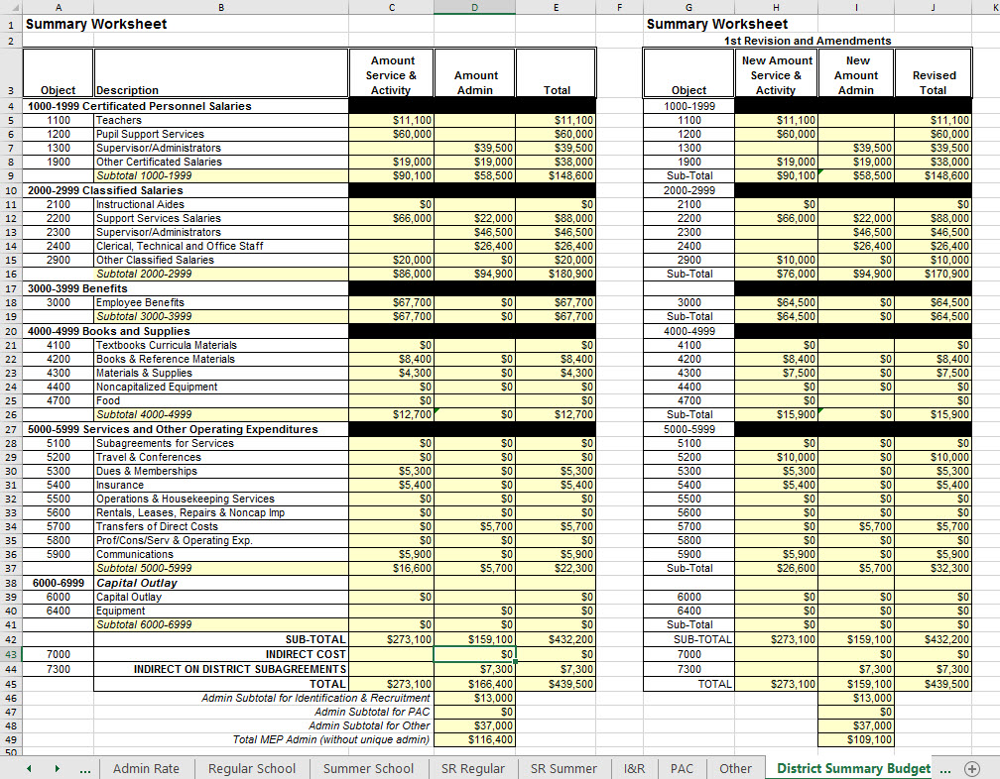 A B C D E F G H I J K
1 Summary Worksheet Summary Worksheet
2 1st Revision and Amendments
3 Object Description Amount Service & Activity Amount Admin Total Object New Amount Service & Activity New Amount Admin Revised Total
4 1000-1999 Certificated Personnel Salaries 1000-1999
5 1100 Teachers $11,100 $11,100 1100 $11,100 $11,100
6 1200 Pupil Support Services $60,000 $60,000 1200 $60,000 $60,000
7 1300 Supervisor/Administrators $39,500 $39,500 1300 $39,500 $39,500
8 1900 Other Certificated Salaries $19,000 $19,000 $38,000 1900 $19,000 $19,000 $38,000
9 Subtotal 1000-1999 $90,100 $58,500 $148,600 Sub-Total $90,100 $58,500 $148,600
10 2000-2999 Classified Salaries 2000-2999
11 2100 Instructional Aides $0 $0 2100 $0 $0
12 2200 Support Services Salaries $66,000 $22,000 $88,000 2200 $66,000 $22,000 $88,000
13 2300 Supervisor/Administrators $46,500 $46,500 2300 $46,500 $46,500
14 2400 Clerical, Technical and Office Staff $26,400 $26,400 2400 $26,400 $26,400
15 2900 Other Classified Salaries $20,000 $0 $20,000 2900 $10,000 $0 $10,000
16 Subtotal 2000-2999 $86,000 $94,900 $180,900 Sub-Total $76,000 $94,900 $170,900
17 3000-3999 Benefits
18 3000 Employee Benefits $67,700 $0 $67,700 3000 $64,500 $0 $64,500
19 Subtotal 3000-3999 $67,700 $0 $67,700 Sub-Total $64,500 $0 $64,500
20 4000-4999 Books and Supplies 4000-4999
21 4100 Textbooks Curricula Materials $0 $0 4100 $0 $0
22 4200 Books & Reference Materials $8,400 $0 $8,400 4200 $8,400 $0 $8,400
23 4300 Materials & Supplies $4,300 $0 $4,300 4300 $7,500 $0 $7,500
24 4400 Noncapitalized Equipment $0 $0 $0 4400 $0 $0 $0
25 4700 Food $0 $0 4700 $0 $0
26 Subtotal 4000-4999 $12,700 $0 $12,700 Sub-Total $15,900 $0 $15,900
27 5000-5999 Services and Other Operating Expenditures 5000-5999
28 5100 Subagreements for Services $0 $0 $0 5100 $0 $0 $0
29 5200 Travel & Conferences $0 $0 $0 5200 $10,000 $0 $10,000
30 5300 Dues & Memberships $5,300 $0 $5,300 5300 $5,300 $0 $5,300
31 5400 Insurance $5,400 $0 $5,400 5400 $5,400 $0 $5,400
32 5500 Operations & Housekeeping Services $0 $0 $0 5500 $0 $0 $0
33 5600 Rentals, Leases, Repairs & Noncap Imp $0 $0 $0 5600 $0 $0 $0
34 5700 Transfers of Direct Costs $0 $5,700 $5,700 5700 $0 $5,700 $5,700
35 5800 Prof/Cons/Serv & Operating Exp. $0 $0 $0 5800 $0 $0 $0
36 5900 Communications $5,900 $0 $5,900 5900 $5,900 $0 $5,900
37 Subtotal 5000-5999 $16,600 $5,700 $22,300 Sub-Total $26,600 $5,700 $32,300
38 6000-6999 Capital Outlay
39 6000 Capital Outlay $0 $0 6000 $0 $0 $0
40 6400 Equipment $0 $0 6400 $0 $0 $0
41 Subtotal 6000-6999 $0 $0 $0 Sub-Total $0 $0 $0
42 SUB-TOTAL $273,100 $159,100 $432,200 SUB-TOTAL $273,100 $159,100 $432,200
43 7000 INDIRECT COST $0 $0 7000 $0 $0
44 7300 INDIRECT ON DISTRICT SUBAGREEMENTS $7,300 $7,300 7300 $7,300 $7,300
45 TOTAL $273,100 $166,400 $439,500 TOTAL $273,100 $159,100 $439,500
46 Admin Subtotal for Identification & Recruitment $13,000 $13,000
47 Admin Subtotal for PAC $0 $0
48 Admin Subtotal for Other $37,000 $37,000
49 Total MEP Admin (without unique admin) $116,400 $109,100
50
... Admin Rate Regular School Summer School SR Regular SR Summer I&R PAC Other District Summary Budget ...